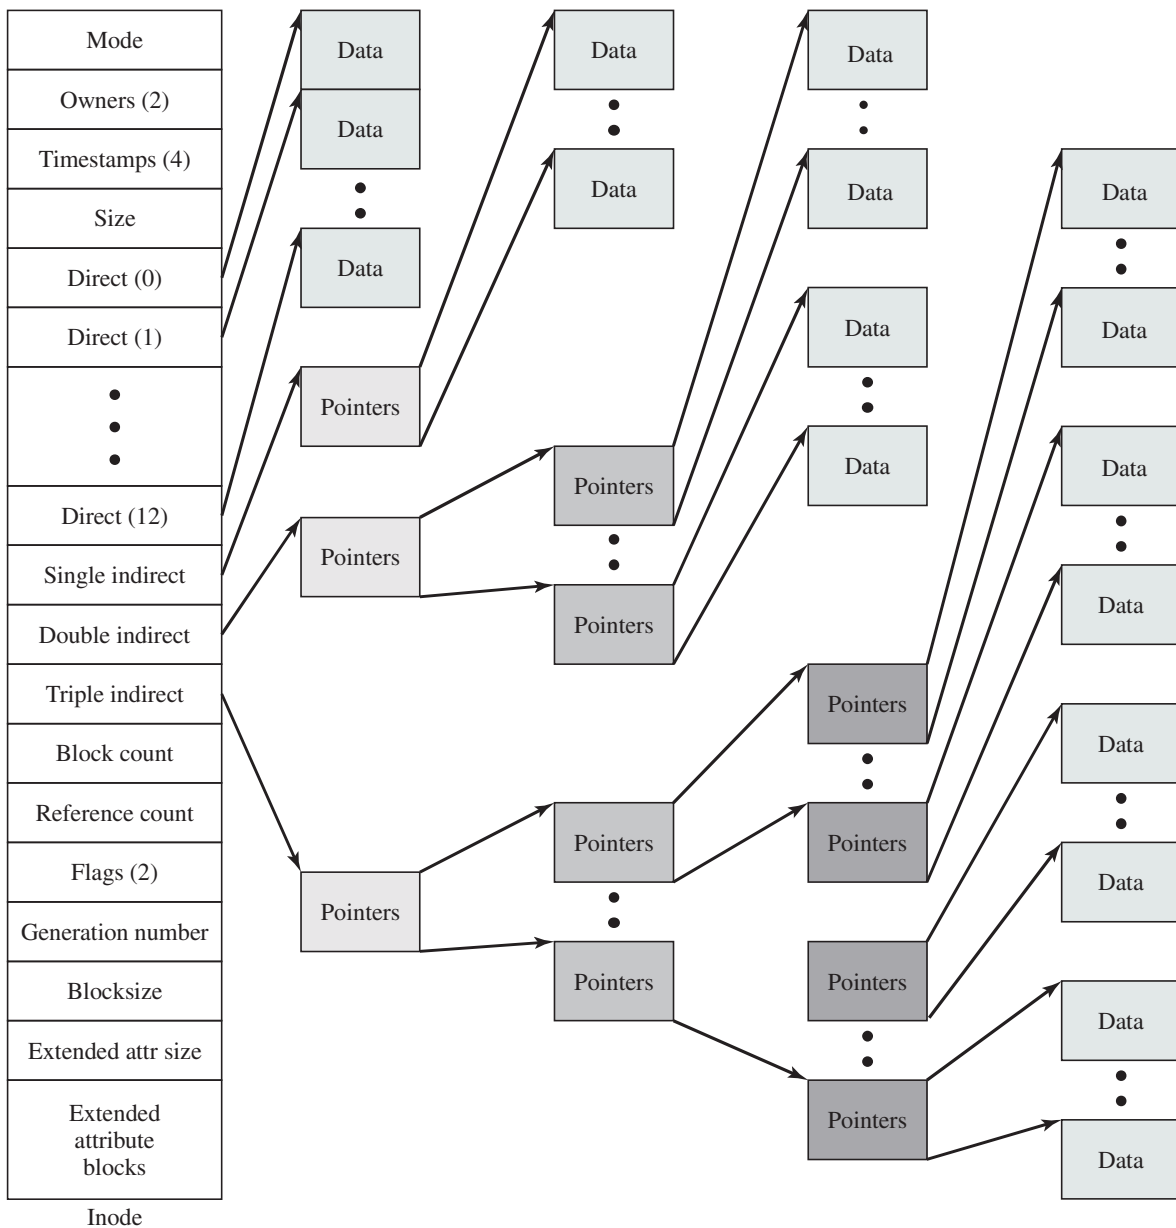 Mode
Owners (2)
Timestamps (4)
Size
Direct (0)
Direct (1)
Direct (12)
Single indirect
Double indirect
Triple indirect
Block count
Reference count
Flags (2)
Generation number
Blocksize
Extended attr size
Extended
attribute
blocks
Inode
Data
Data
Data
Pointers
Pointers
Pointers
Data
Data
Pointers
Pointers
Pointers
Pointers
Data
Data
Data
Data
Pointers
Pointers
Pointers
Pointers
Data
Data
Data
Data
Data
Data
Data
Data